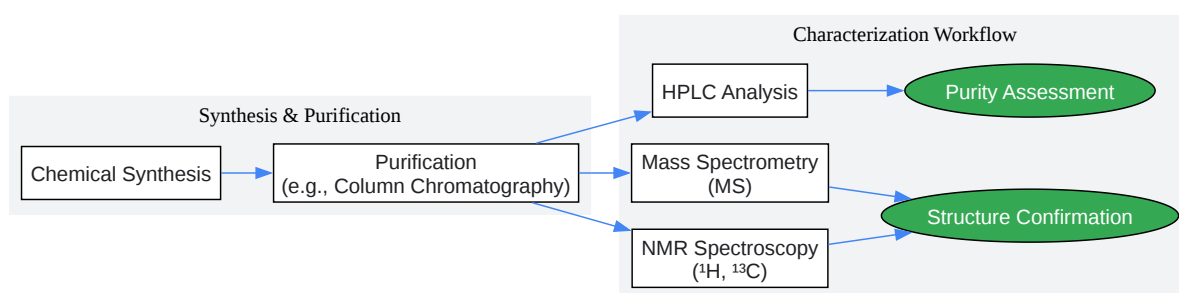 Synthesis & Purification
Chemical Synthesis
Purification
(e.g., Column Chromatography)
Characterization Workflow
HPLC Analysis
Purity Assessment
Mass Spectrometry
(MS)
NMR Spectroscopy
(¹H, ¹³C)
Structure Confirmation